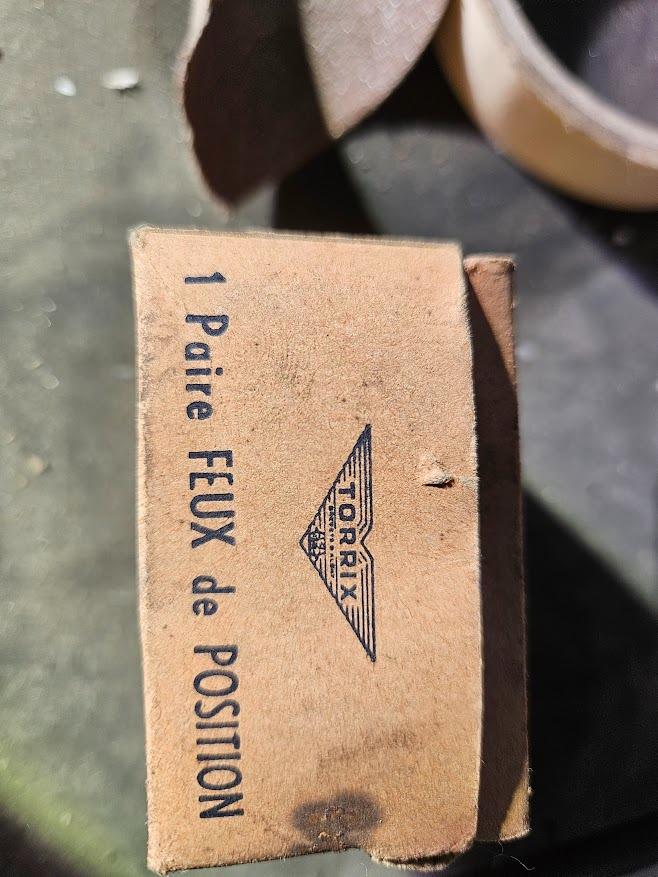 TORRIX
1 Paire FEUX de POSITION